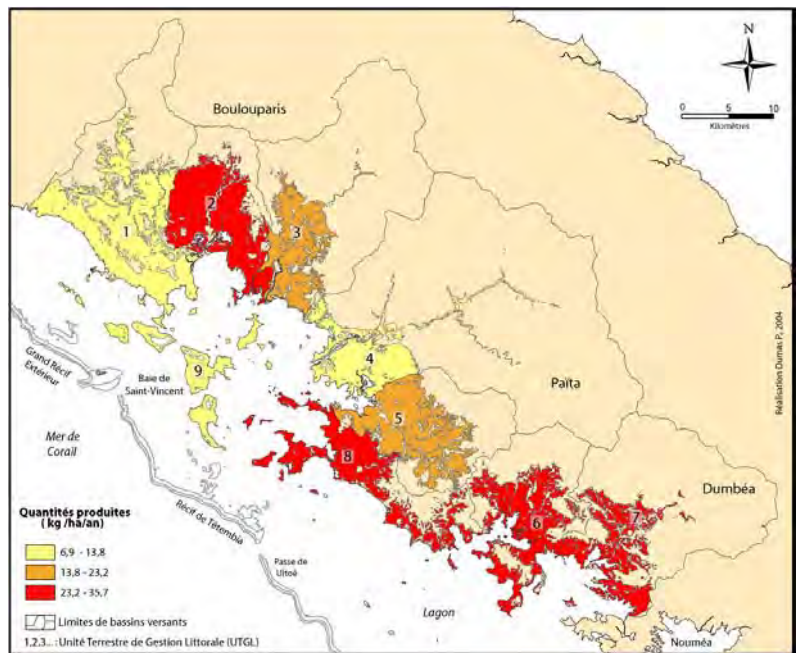 N
0 5 10
Kilomètres
Boulouparis
1
2
3
4
5
6
7
8
9
Grand Récif
Extérieur
Baie de
Saint-Vincent
Païta
Mer de
Corail
Récif de Tétembia
Dumbéa
Passe de
Uitoé
Lagon
Nouméa
Réalisation Dumas P, 2004
Quantités produites
( kg /ha/an)
6,9 - 13,8
13,8 - 23,2
23,2 - 35,7
Limites de bassins versants
1,2,3... : Unité Terrestre de Gestion Littorale (UTGL)